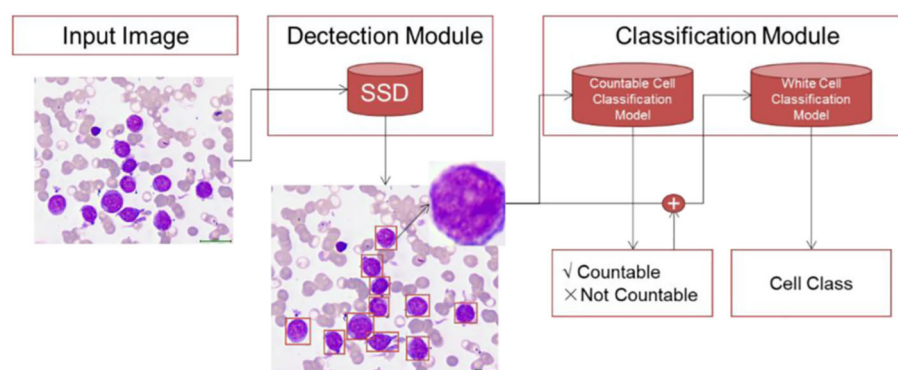 Input Image
Dectection Module
Classification Module
SSD
Countable Cell
Classification
Model
White Cell
Classification
Model
+
√ Countable
×Not Countable
Cell Class